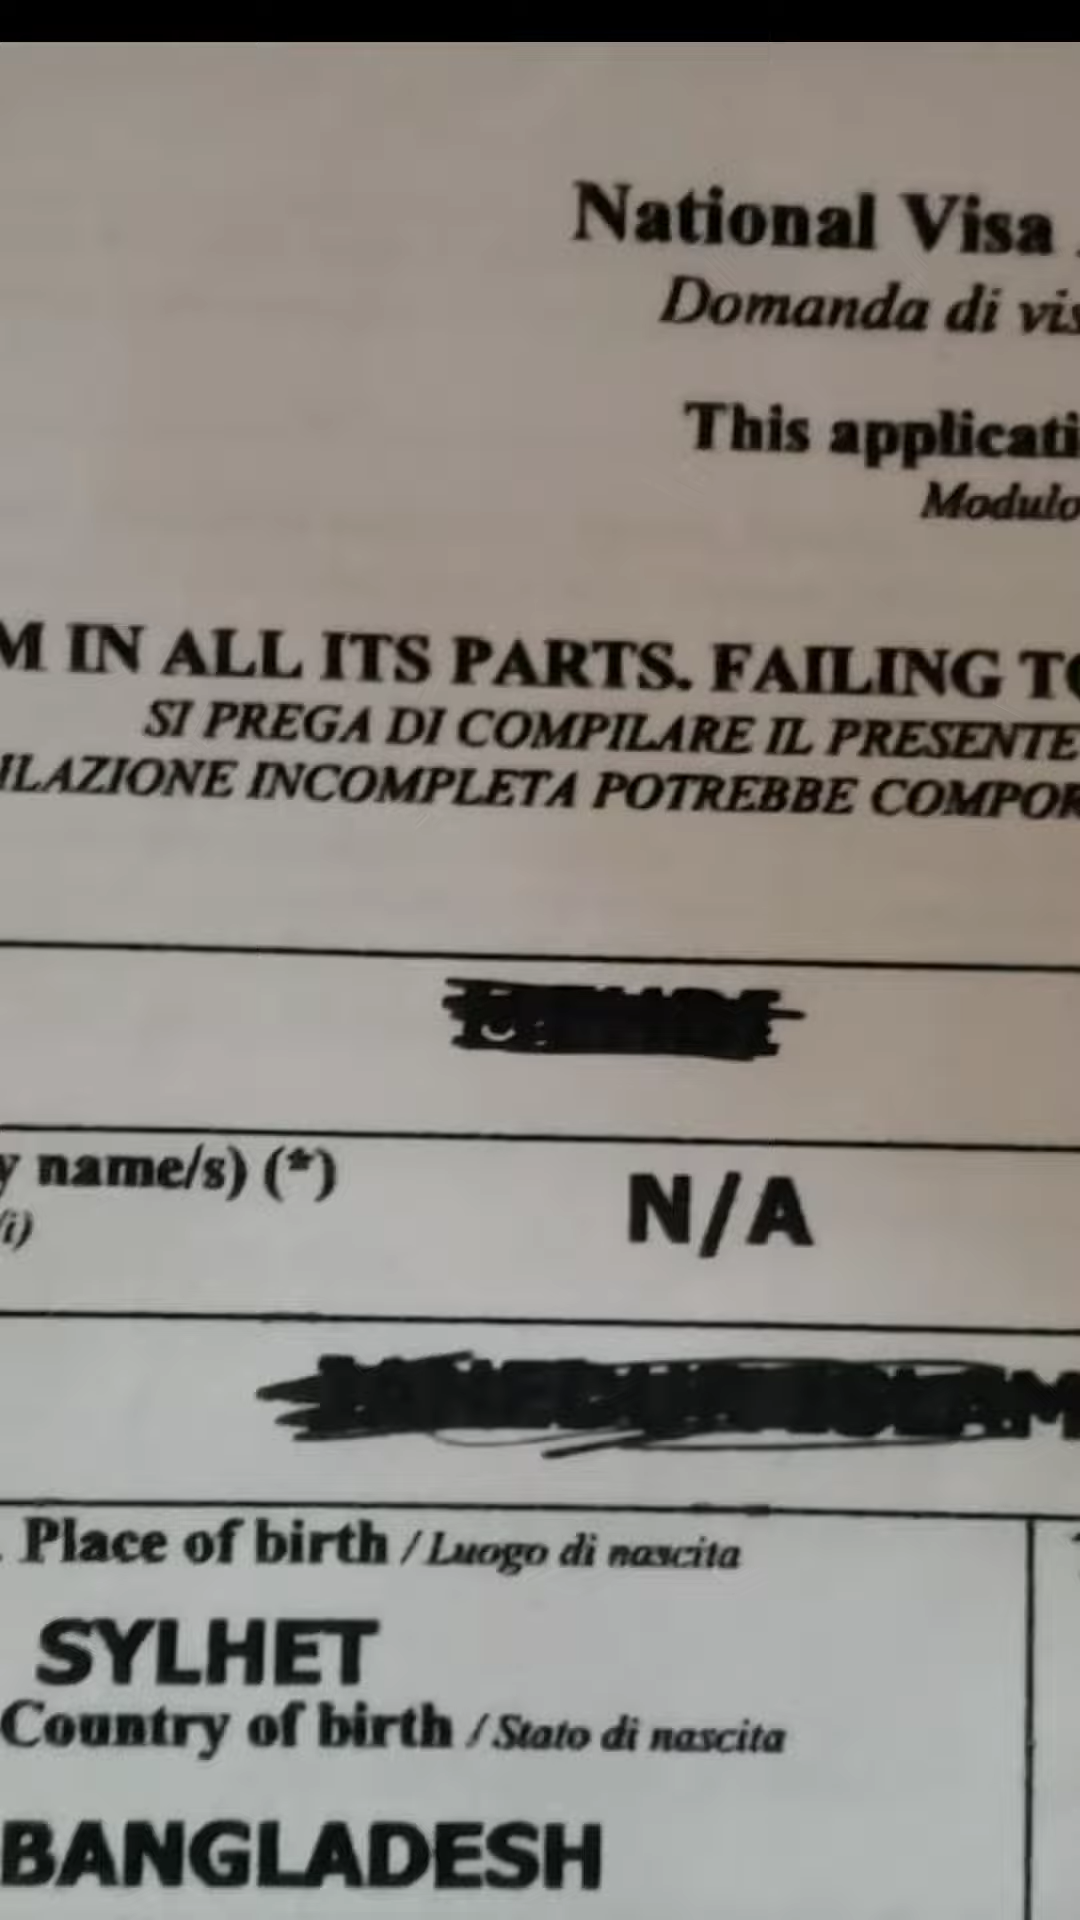 National Visa
Domanda di vis
This applicati
Modulo
M IN ALL ITS PARTS. FAILING TO
SI PREGA DI COMPILARE IL PRESENTE
ILAZIONE INCOMPLETA POTREBBE COMPOR
y name/s) (*)
N/A
/i)
Place of birth / Luogo di nascita
SYLHET
Country of birth / Stato di nascita
BANGLADESH